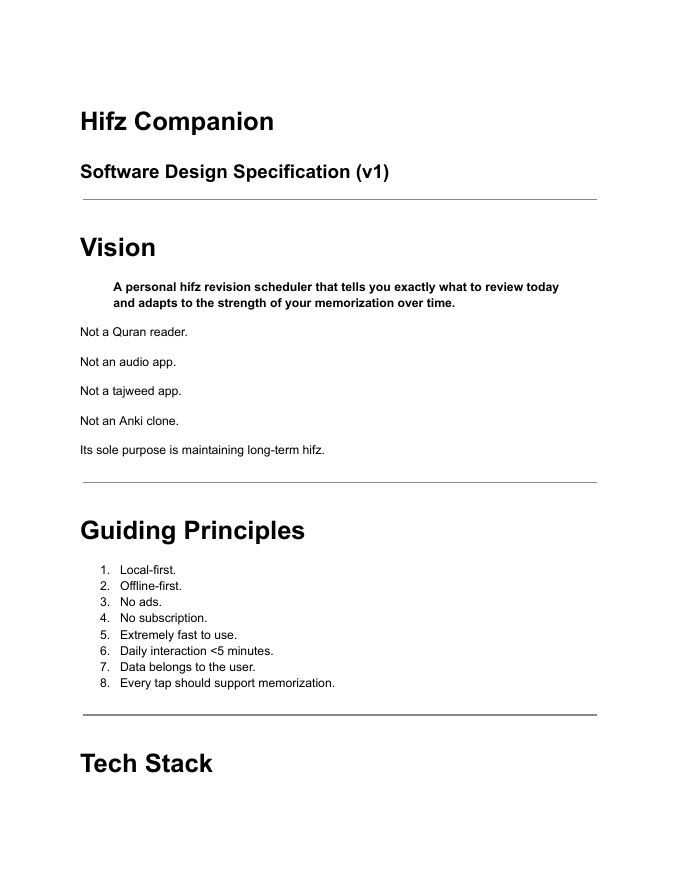 Hifz Companion
Software Design Specification (v1)
Vision
A personal hifz revision scheduler that tells you exactly what to review today
and adapts to the strength of your memorization over time.
Not a Quran reader.
Not an audio app.
Not a tajweed app.
Not an Anki clone.
Its sole purpose is maintaining long-term hifz.
Guiding Principles
1. Local-first.
2. Offline-first.
3. No ads.
4. No subscription.
5. Extremely fast to use.
6. Daily interaction <5 minutes.
7. Data belongs to the user.
8. Every tap should support memorization.
Tech Stack